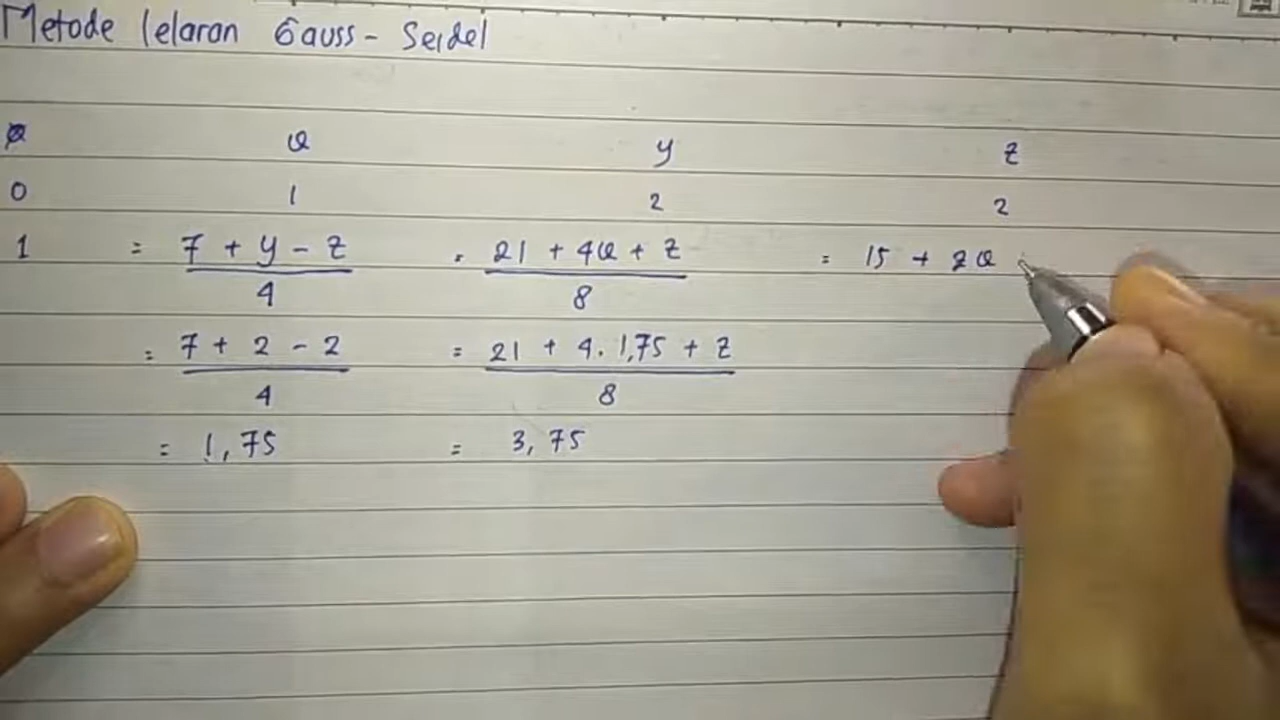 Metode lelaran Gauss - Seidel
x y z
0 1 2 2
1 = 7 + y - z = 21 + 4x + z = 15 + 2x
4 8
= 7 + 2 - 2 = 21 + 4. 1,75 + 2
4 8
= 1,75 = 3,75